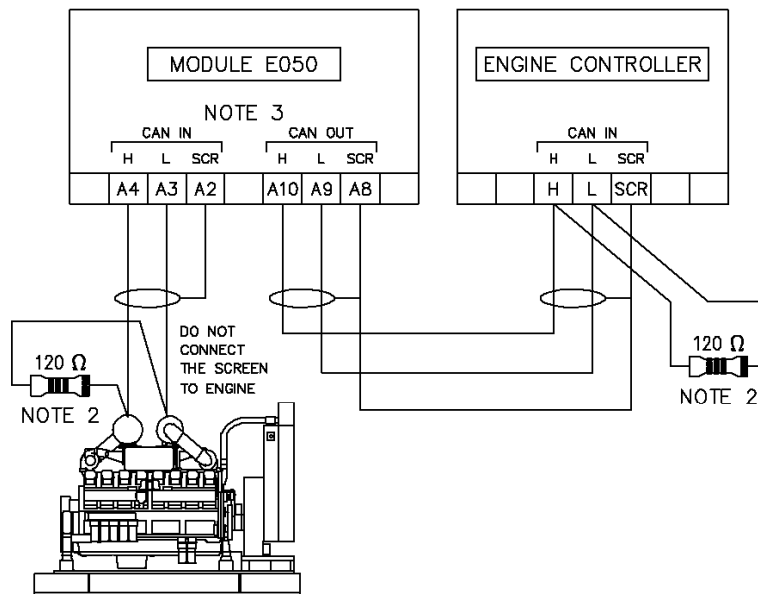 MODULE E050
NOTE 3
CAN IN
H L SCR
A4 A3 A2
CAN OUT
H L SCR
A10 A9 A8
ENGINE CONTROLLER
CAN IN
H L SCR
H L SCR
DO NOT
CONNECT
THE SCREEN
TO ENGINE
120 Ω
NOTE 2
120 Ω
NOTE 2